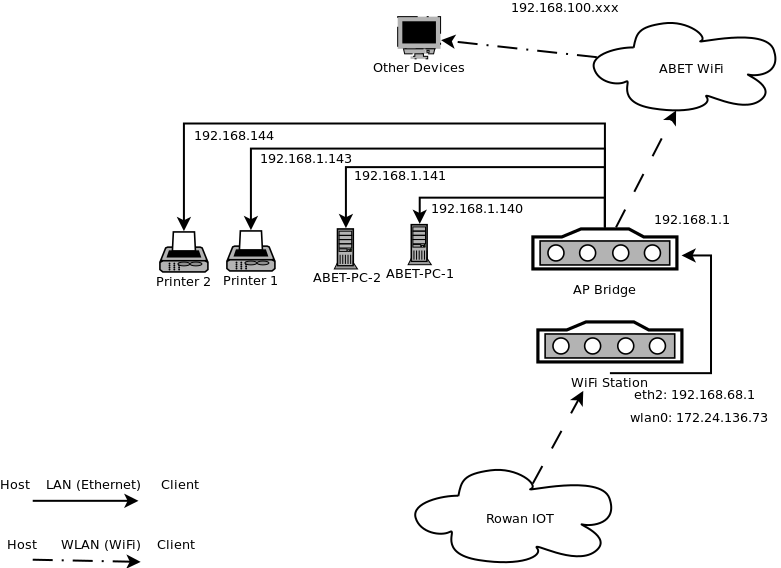 192.168.100.xxx
Other Devices
ABET WiFi
192.168.144
192.168.1.143
192.168.1.141
192.168.1.140
192.168.1.1
Printer 2
Printer 1
ABET-PC-2
ABET-PC-1
AP Bridge
WiFi Station
eth2: 192.168.68.1
wlan0: 172.24.136.73
Rowan IOT
Host LAN (Ethernet) Client
Host WLAN (WiFi) Client